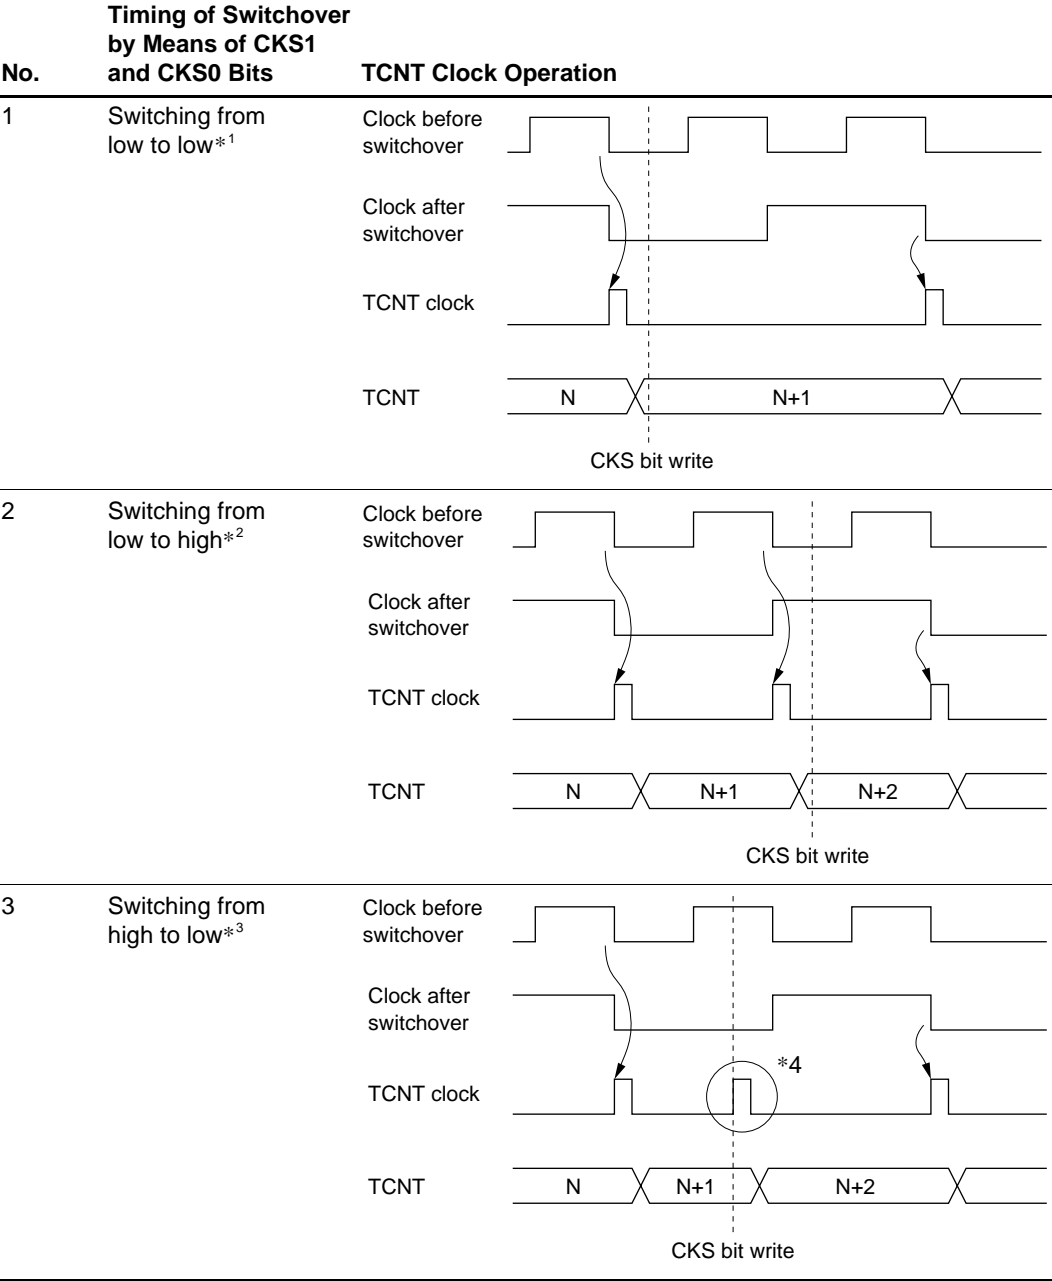 Timing of Switchover
by Means of CKS1
No. and CKS0 Bits TCNT Clock Operation
1 Switching from
low to low*1
Clock before
switchover
Clock after
switchover
TCNT clock
TCNT N N+1
CKS bit write
2 Switching from
low to high*2
Clock before
switchover
Clock after
switchover
TCNT clock
TCNT N N+1 N+2
CKS bit write
3 Switching from
high to low*3
Clock before
switchover
Clock after
switchover
*4
TCNT clock
TCNT N N+1 N+2
CKS bit write